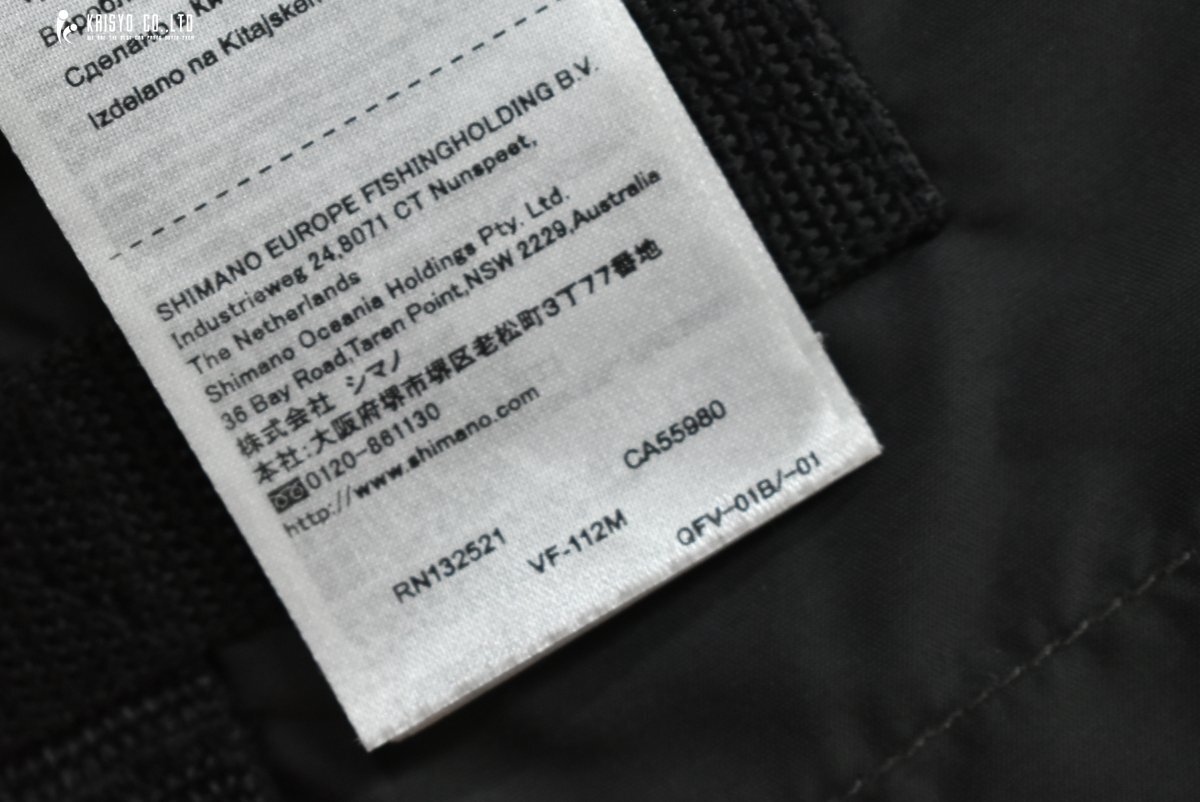 KAISYO CO.,LTD
Izdelano na Kitajskem
SHIMANO EUROPE FISHINGHOLDING B.V.
Industrieweg 24,8071 CT Nunspeet,
The Netherlands
Shimano Oceania Holdings Pty. Ltd.
36 Bay Road,Taren Point,NSW 2229,Australia
株式会社 シマノ
本社:大阪府堺市堺区老松町3丁77番地
0120-861130
http://www.shimano.com
CA55980
RN132521 VF-112M QFV-01B/-01